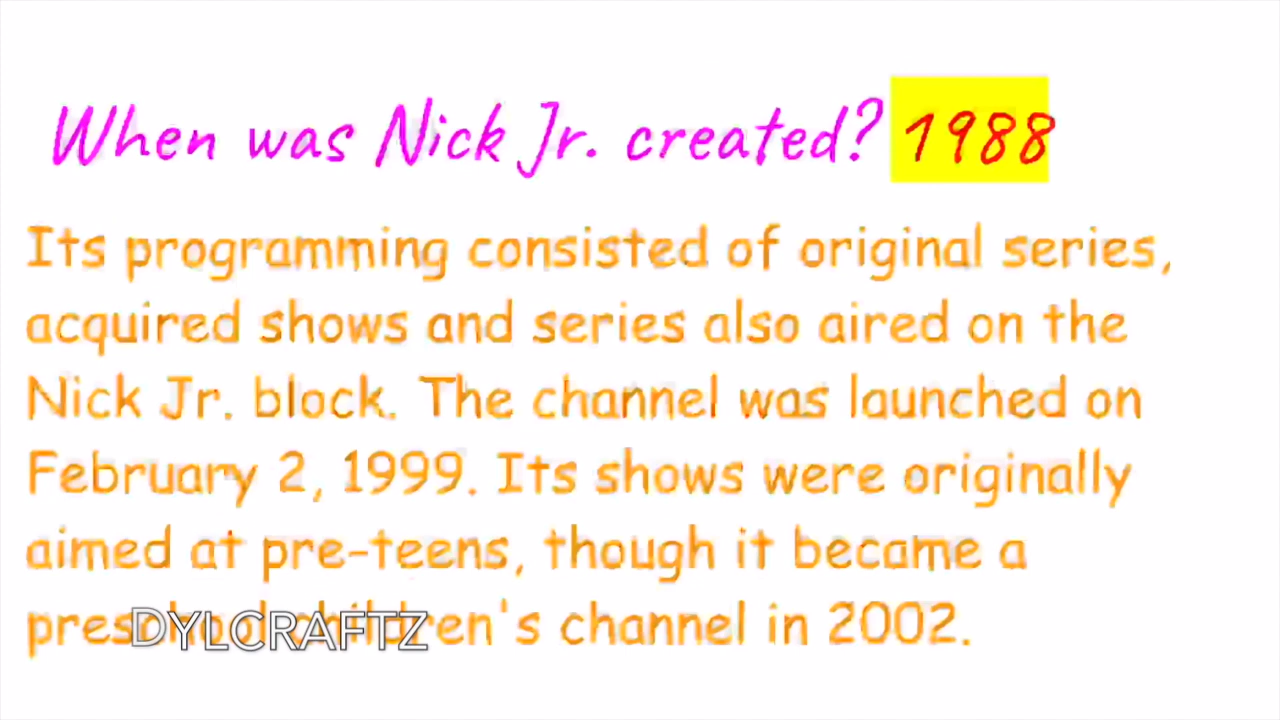 When was Nick Jr. created? 1988
Its programming consisted of original series,
acquired shows and series also aired on the
Nick Jr. block. The channel was launched on
February 2, 1999. Its shows were originally
aimed at pre-teens, though it became a
preschool children's channel in 2002.
DYLCRAFTZ